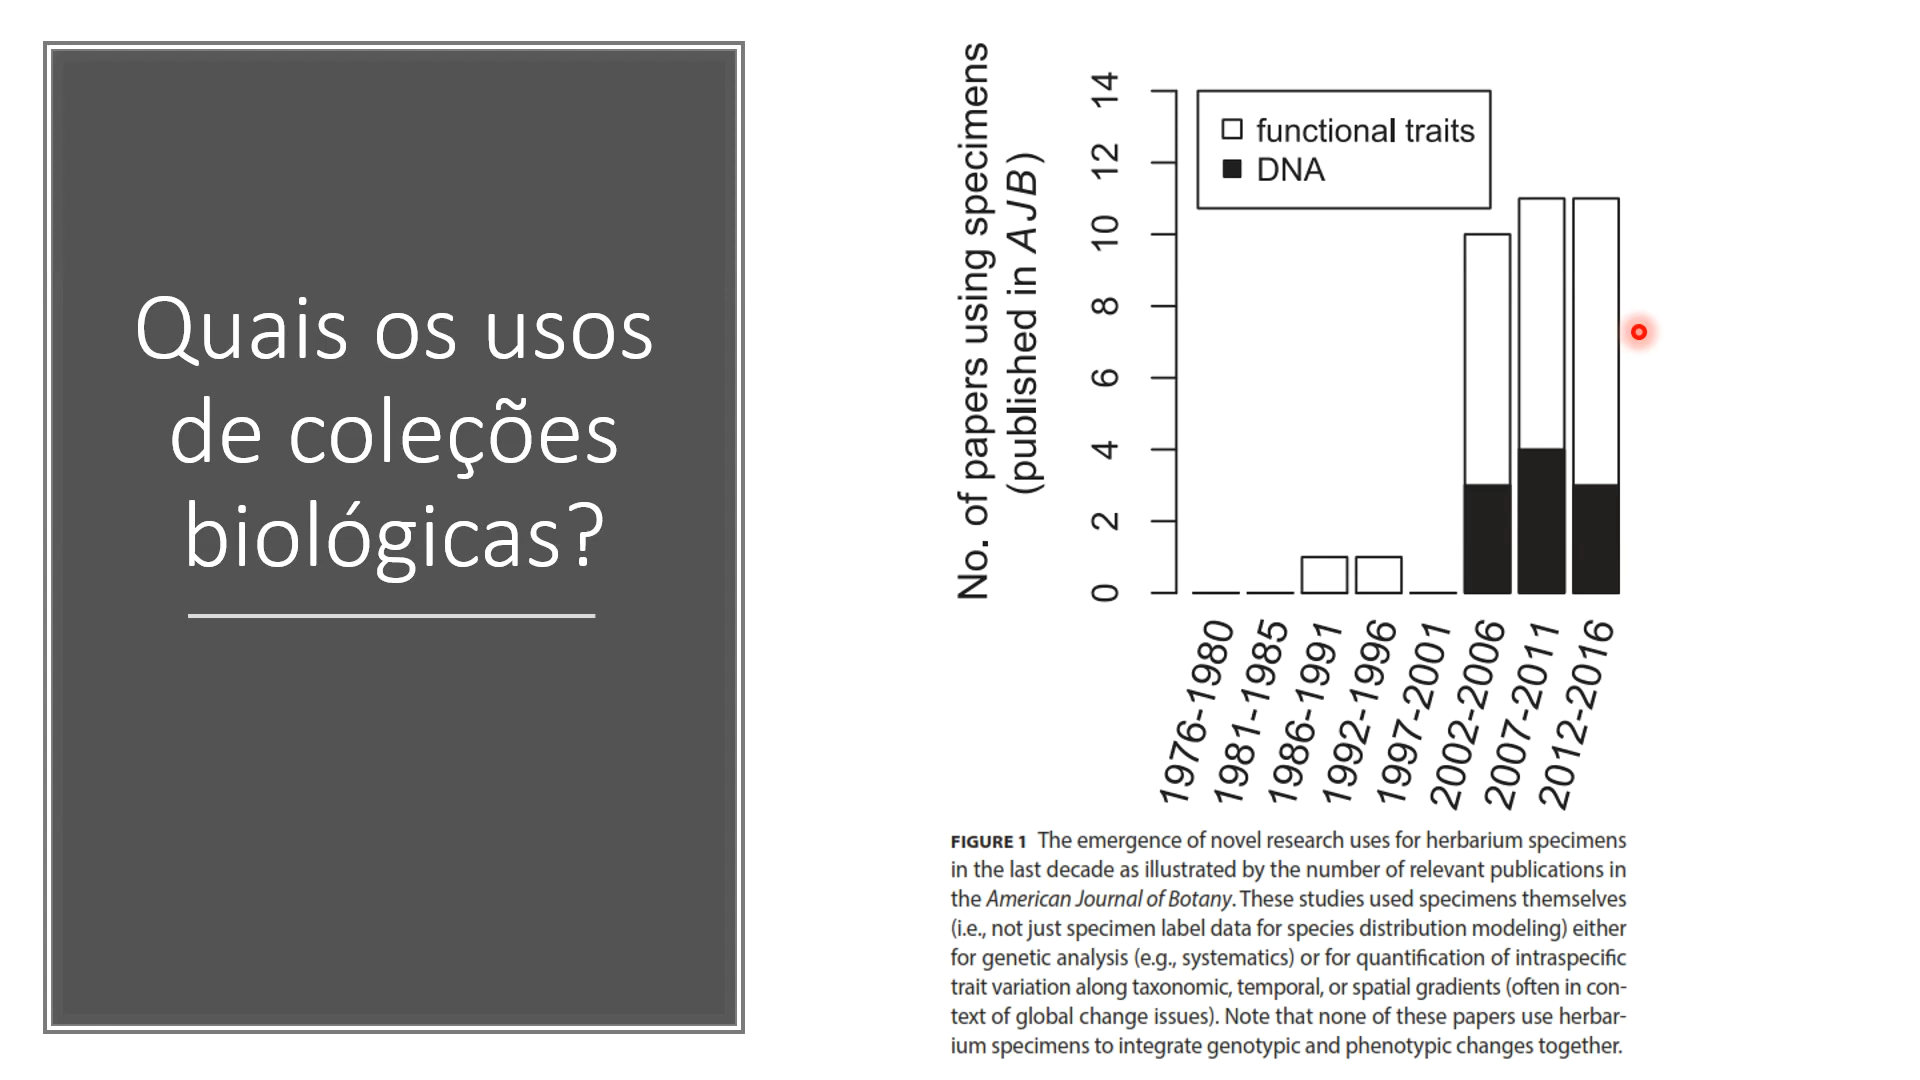 Quais os usos
de coleções
biológicas?
No. of papers using specimens
(published in AJB)
14
12
10
8
6
4
2
0
functional traits
DNA
1976-1980
1981-1985
1986-1991
1992-1996
1997-2001
2002-2006
2007-2011
2012-2016
FIGURE 1 The emergence of novel research uses for herbarium specimens
in the last decade as illustrated by the number of relevant publications in
the American Journal of Botany. These studies used specimens themselves
(i.e., not just specimen label data for species distribution modeling) either
for genetic analysis (e.g., systematics) or for quantification of intraspecific
trait variation along taxonomic, temporal, or spatial gradients (often in con-
text of global change issues). Note that none of these papers use herbar-
ium specimens to integrate genotypic and phenotypic changes together.